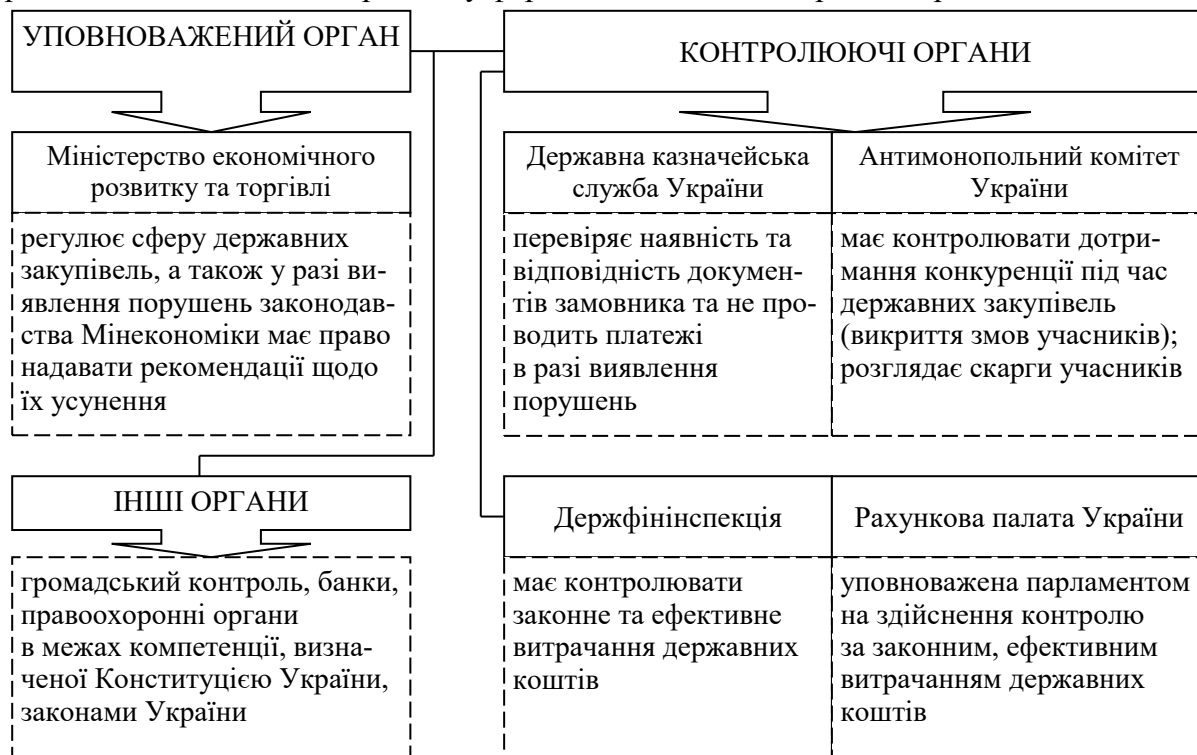 УПОВНОВАЖЕНИЙ ОРГАН
КОНТРОЛЮЮЧІ ОРГАНИ
Міністерство економічного
розвитку та торгівлі
регулює сферу державних
закупівель, а також у разі ви-
явлення порушень законодав-
ства Мінекономіки має право
надавати рекомендації щодо
їх усунення
Державна казначейська
служба України
перевіряє наявність та
відповідність докумен-
тів замовника та не про-
водить платежі
в разі виявлення
порушень
Антимонопольний комітет
України
має контролювати дотри-
мання конкуренції під час
державних закупівель
(викриття змов учасників);
розглядає скарги учасників
ІНШІ ОРГАНИ
громадський контроль, банки,
правоохоронні органи
в межах компетенції, визна-
ченої Конституцією України,
законами України
Держфінінспекція
має контролювати
законне та ефективне
витрачання державних
коштів
Рахункова палата України
уповноважена парламентом
на здійснення контролю
за законним, ефективним
витрачанням державних
коштів